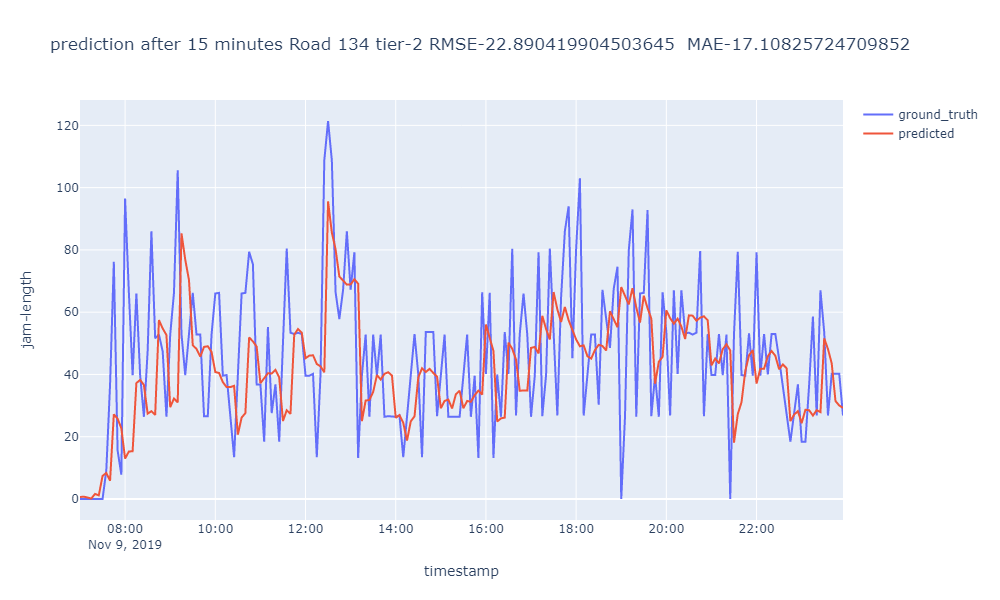 prediction after 15 minutes Road 134 tier-2 RMSE-22.890419904503645 MAE-17.10825724709852
ground_truth
predicted
120
100
80
60
40
20
0
jam-length
08:00 10:00 12:00 14:00 16:00 18:00 20:00 22:00
Nov 9, 2019
timestamp